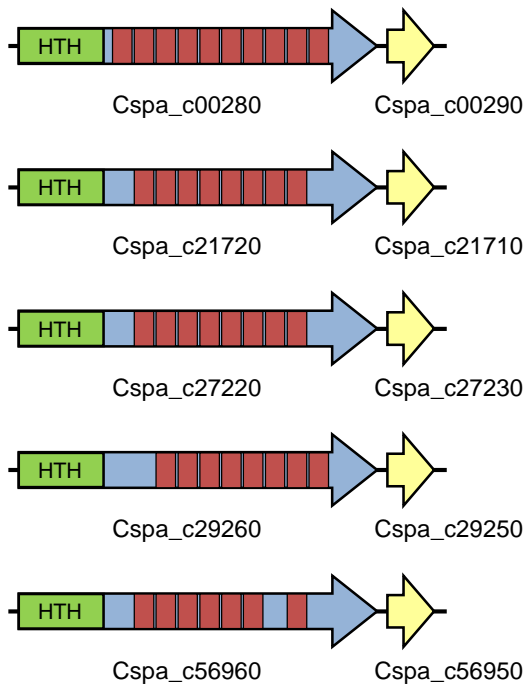 HTH
Cspa_c00280 Cspa_c00290
HTH
Cspa_c21720 Cspa_c21710
HTH
Cspa_c27220 Cspa_c27230
HTH
Cspa_c29260 Cspa_c29250
HTH
Cspa_c56960 Cspa_c56950